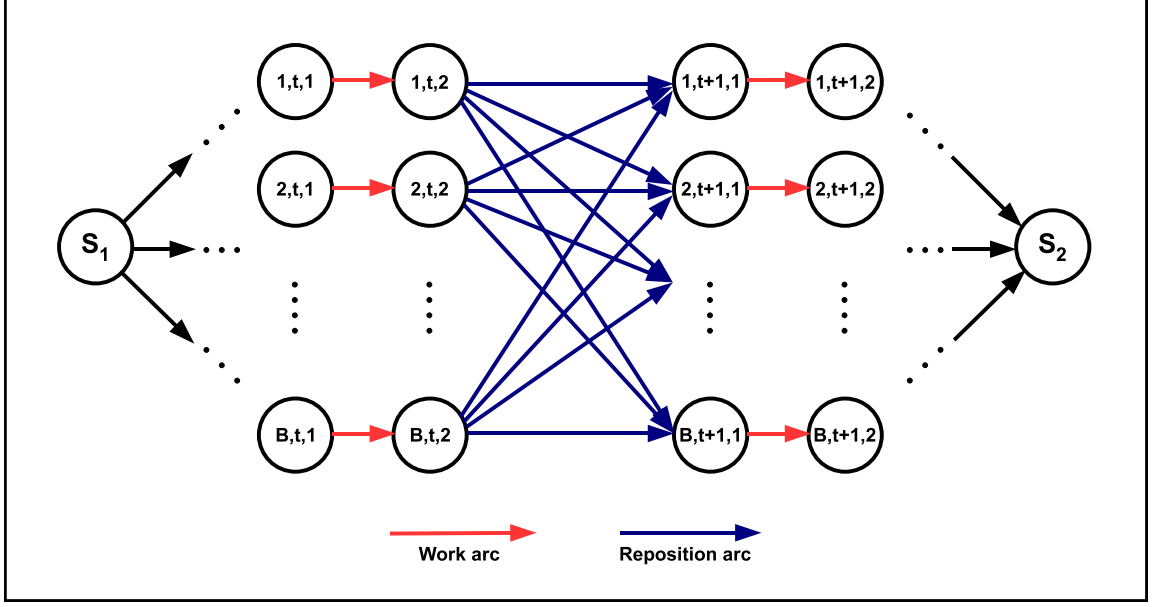 1,t,1 1,t,2 1,t+1,1 1,t+1,2
2,t,1 2,t,2 2,t+1,1 2,t+1,2
S1 S2
B,t,1 B,t,2 B,t+1,1 B,t+1,2
Work arc Reposition arc